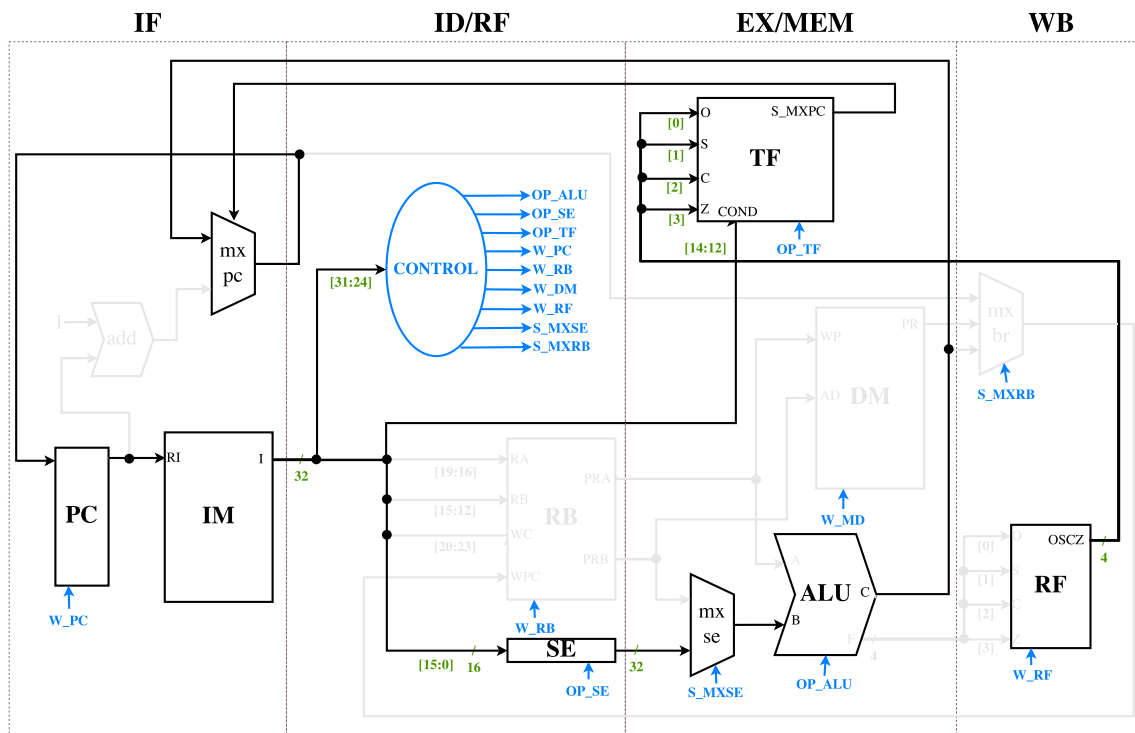 IF
ID/RF
EX/MEM
WB
mx
pc
1
add
PC
W_PC
RI
I
IM
32
[31:24]
CONTROL
OP_ALU
OP_SE
OP_TF
W_PC
W_RB
W_DM
W_RF
S_MXSE
S_MXRB
[19:16]
[15:12]
[20:23]
RA
RB
WC
WPC
RB
PRA
PRB
W_RB
[15:0]
16
SE
32
OP_SE
[0]
[1]
[2]
[3]
O
S
C
Z
S_MXPC
TF
COND
[14:12]
OP_TF
WP
AD
PR
DM
W_MD
mx
se
S_MXSE
A
B
ALU
C
F
4
OP_ALU
mx
br
S_MXRB
[0]
[1]
[2]
[3]
O
S
C
Z
OSCZ
RF
4
W_RF